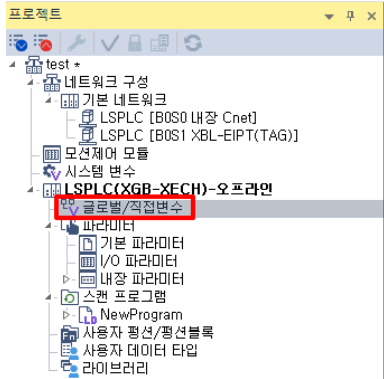 프로젝트
test *
네트워크 구성
기본 네트워크
LSPLC [B0S0 내장 Cnet]
LSPLC [B0S1 XBL-EIPT(TAG)]
모션제어 모듈
시스템 변수
LSPLC(XGB-XECH)-오프라인
글로벌/직접변수
파라미터
기본 파라미터
I/O 파라미터
내장 파라미터
스캔 프로그램
NewProgram
사용자 펑션/펑션블록
사용자 데이터 타입
라이브러리